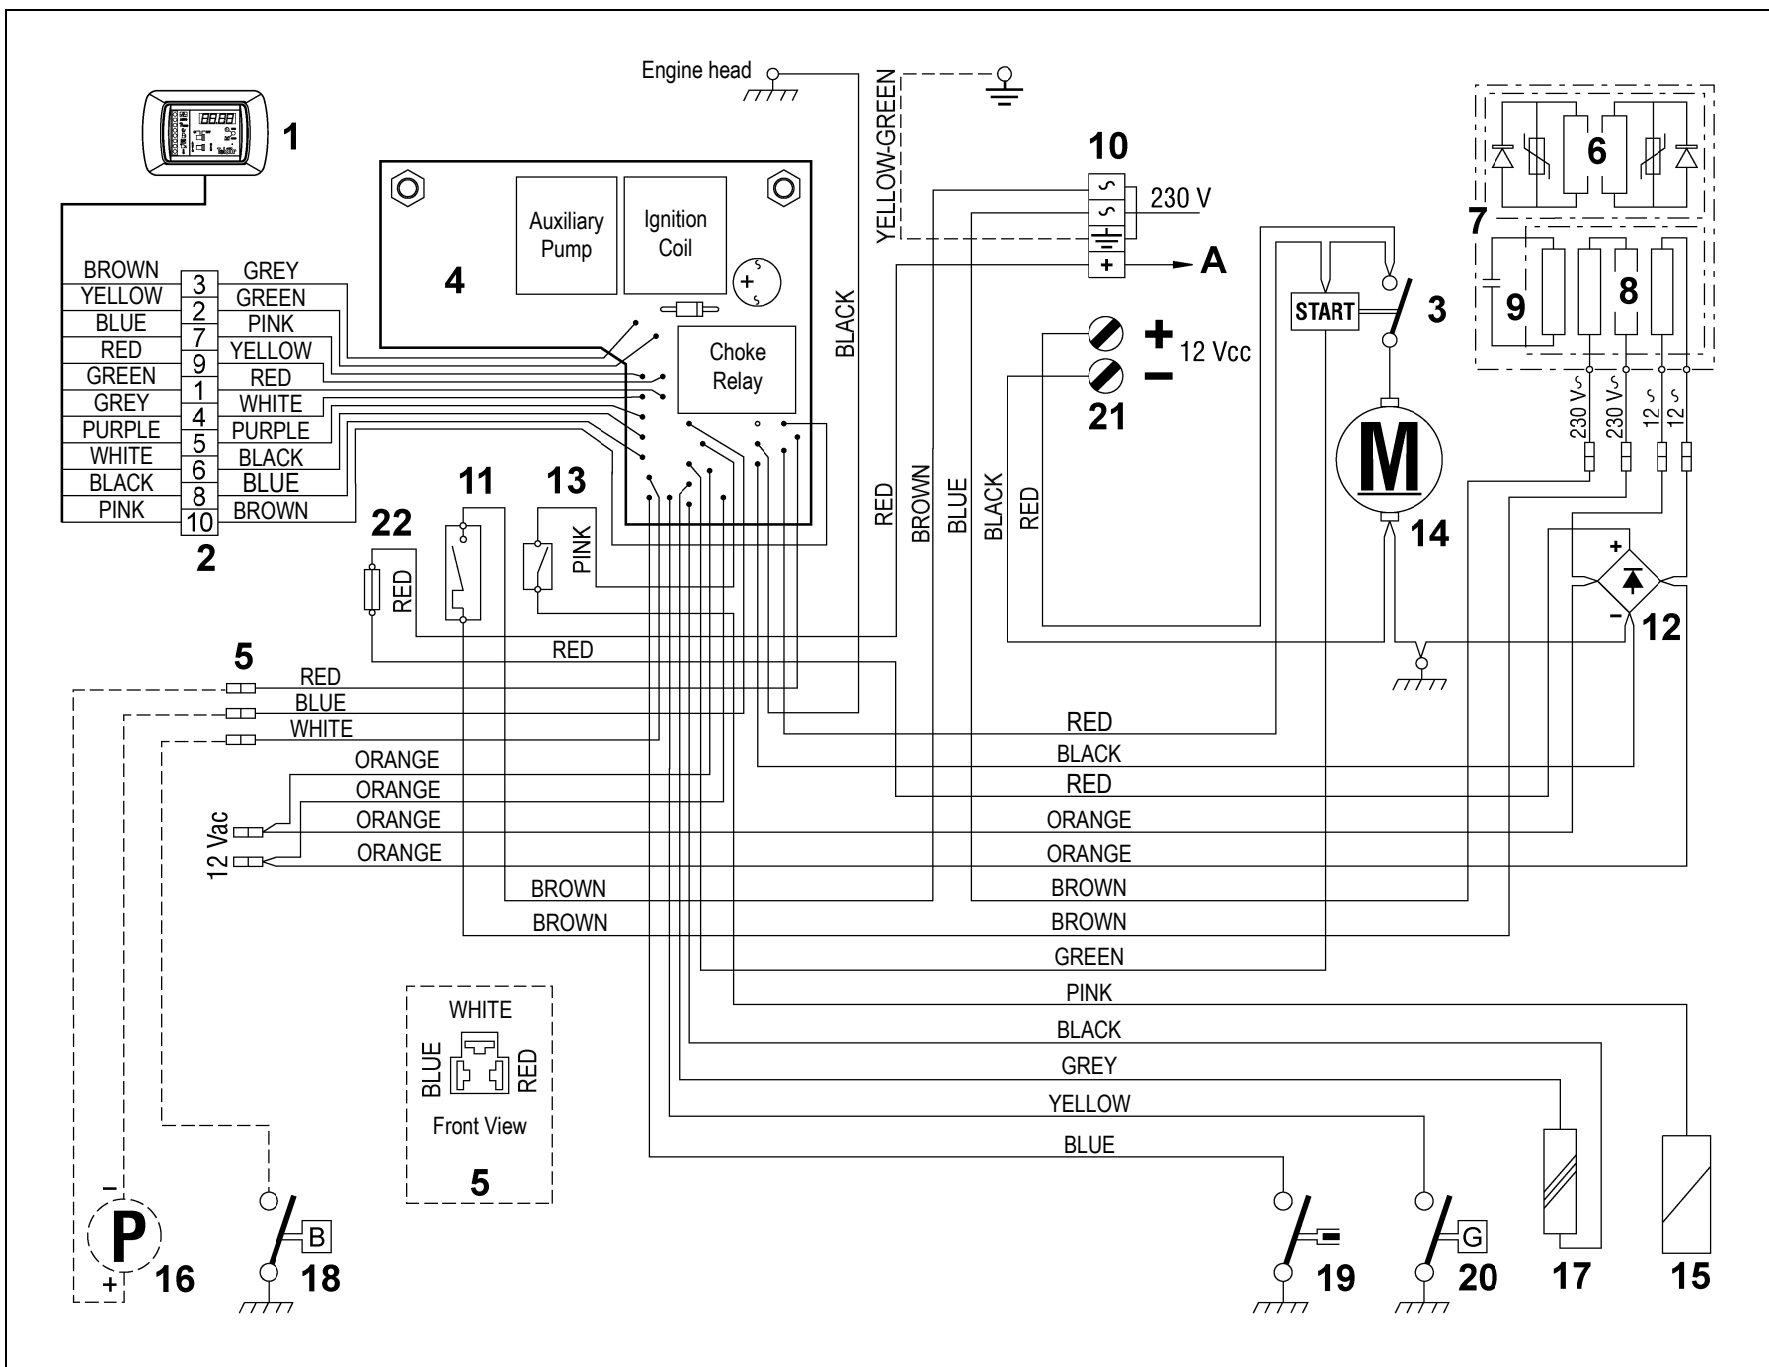 Engine head
YELLOW-GREEN
1
10
6
Auxiliary
Pump
Ignition
Coil
230 V
7
A
4
+
+
BROWN 3 GREY
YELLOW 2 GREEN
BLUE 7 PINK
RED 9 YELLOW
GREEN 1 RED
GREY 4 WHITE
PURPLE 5 PURPLE
WHITE 6 BLACK
BLACK 8 BLUE
PINK 10 BROWN
2
BLACK
START
3
9
8
Choke
Relay
+
12 Vcc
−
21
230 V
230 V
12
12
M
14
11
13
22
RED
PINK
RED
BROWN
BLUE
BLACK
RED
+
−
12
RED
5
RED
BLUE
WHITE
ORANGE
ORANGE
ORANGE
ORANGE
12 Vac
RED
BLACK
RED
ORANGE
ORANGE
BROWN
BROWN
BROWN
BROWN
GREEN
PINK
BLACK
GREY
YELLOW
BLUE
WHITE
BLUE
RED
Front View
5
−
P
+
16
B
18
19
G
20
17
15